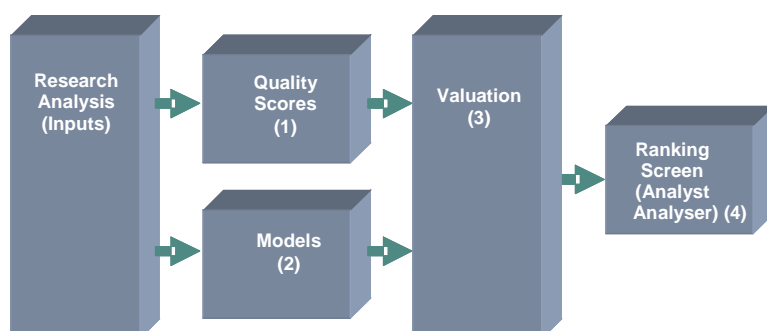 Research
Analysis
(Inputs)
Quality
Scores
(1)
Models
(2)
Valuation
(3)
Ranking
Screen
(Analyst
Analyser) (4)